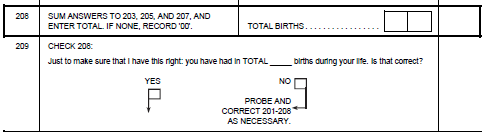 208 SUM ANSWERS TO 203, 205, AND 207, AND
ENTER TOTAL. IF NONE, RECORD '00'. TOTAL BIRTHS . . . . . . . . . . . . . . . .
209 CHECK 208:
Just to make sure that I have this right: you have had in TOTAL _____ births during your life. Is that correct?
YES NO
PROBE AND
CORRECT 201-208
AS NECESSARY.